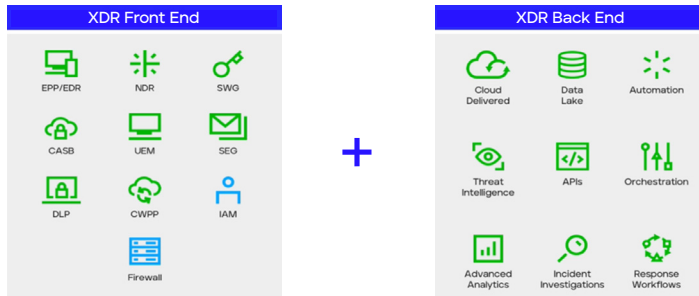 XDR Front End
EPP/EDR
NDR
SWG
CASB
UEM
SEG
DLP
CWPP
IAM
Firewall
+
XDR Back End
Cloud
Delivered
Data
Lake
Automation
Threat
Intelligence
APIs
Orchestration
Advanced
Analytics
Incident
Investigations
Response
Workflows